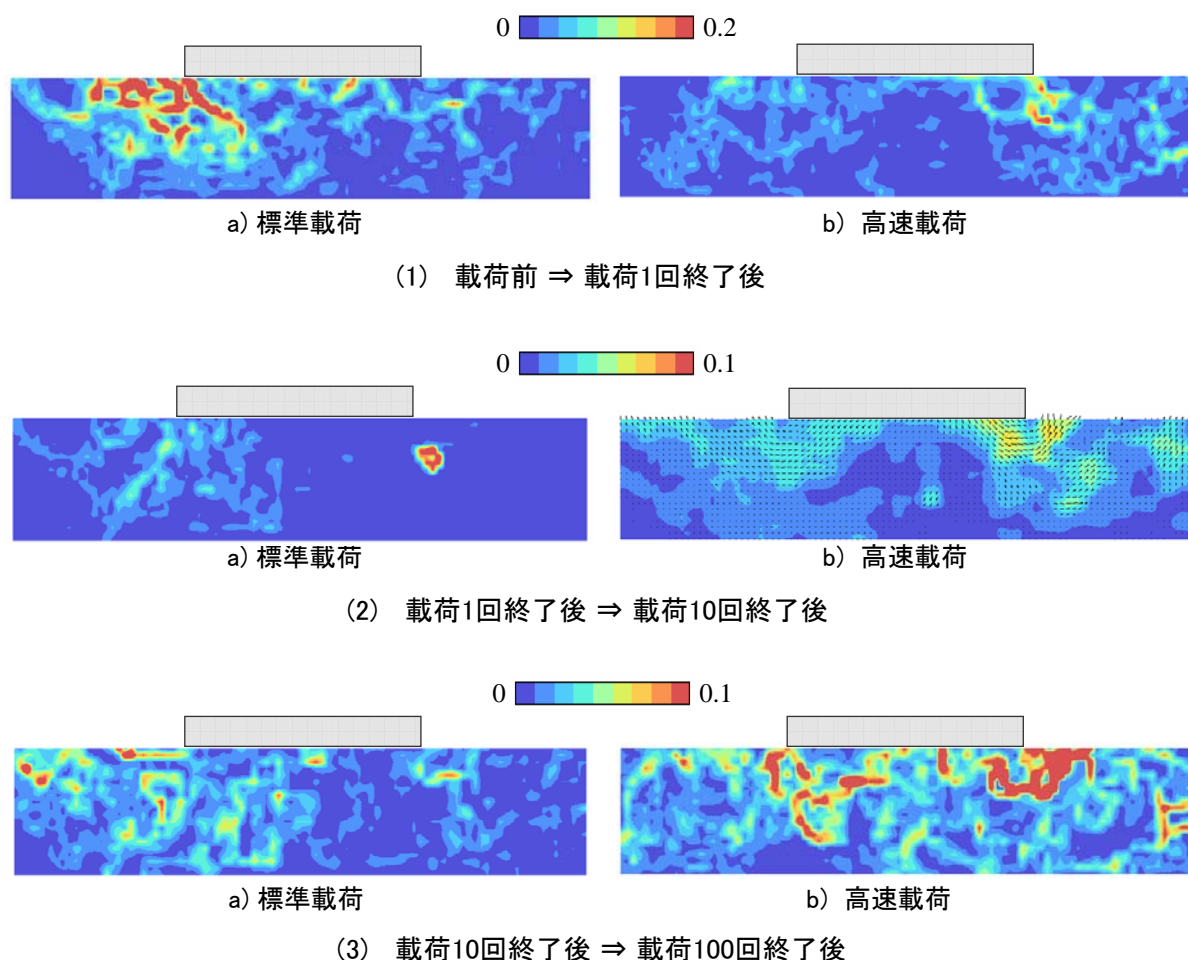 0 0.2
a) 標準載荷
b) 高速載荷
(1) 載荷前 ⇒ 載荷1回終了後
0 0.1
a) 標準載荷
b) 高速載荷
(2) 載荷1回終了後 ⇒ 載荷10回終了後
0 0.1
a) 標準載荷
b) 高速載荷
(3) 載荷10回終了後 ⇒ 載荷100回終了後